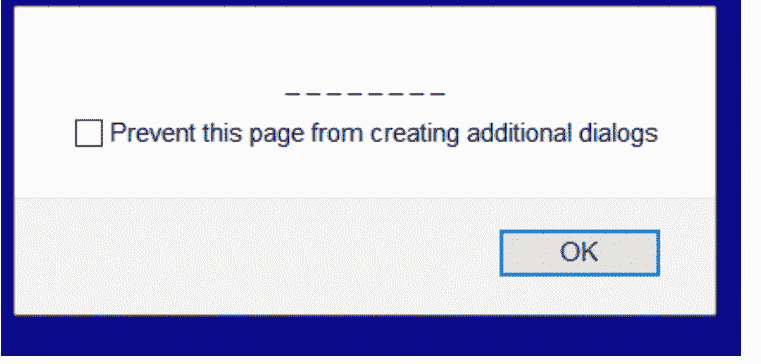 --------
Prevent this page from creating additional dialogs
OK